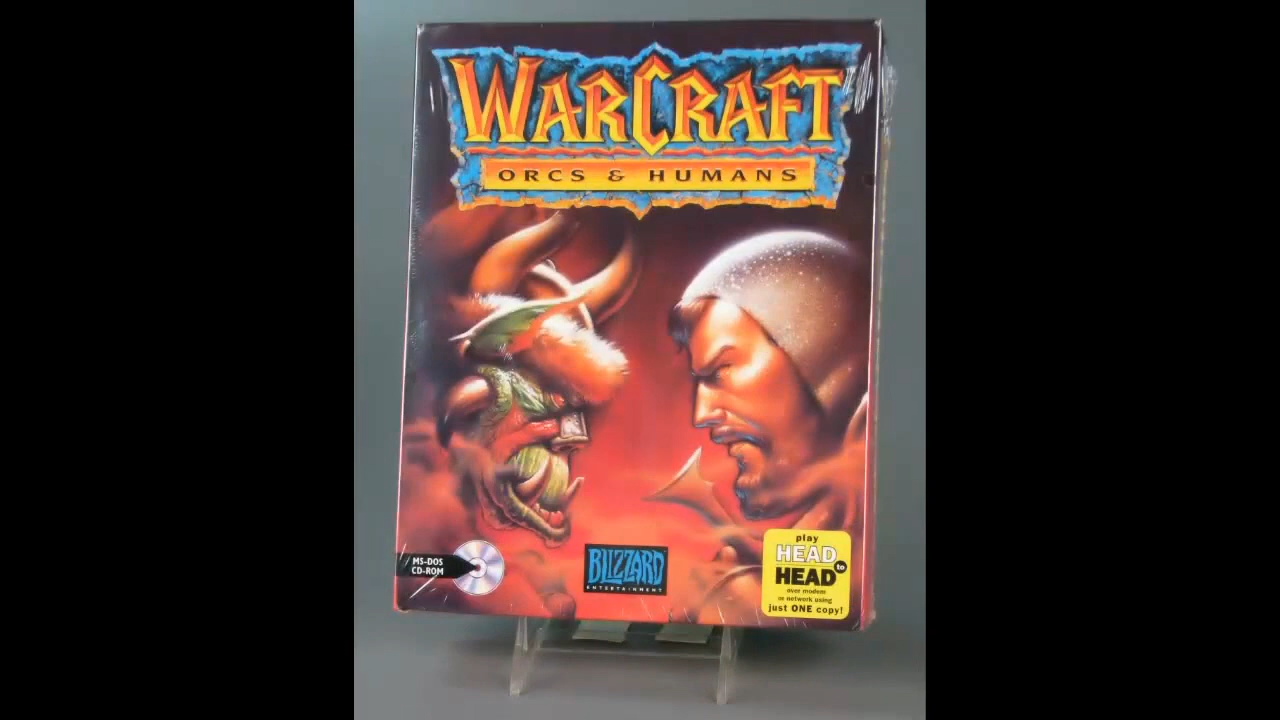 WARCRAFT
ORCS & HUMANS
MS-DOS
CD-ROM
BLIZZARD
ENTERTAINMENT
play
HEAD
to
HEAD
over modem
or network using
just ONE copy!